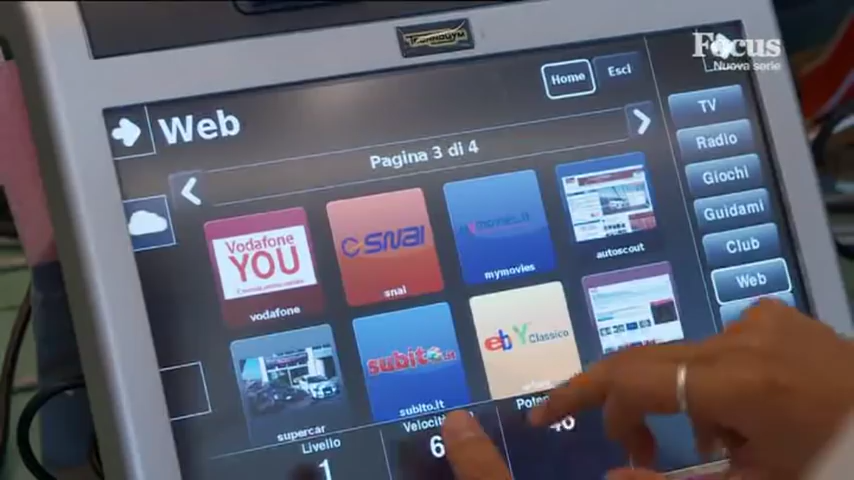 TECHNOGYM
Focus
Nuova serie
Home
Esci
Web
Pagina 3 di 4
TV
Radio
Giochi
Guidami
Club
Web
Vodafone
YOU
vodafone
SNAI
snai
mymovies
autoscout
supercar
subito.it
subito.it
ebY Classico
Livello
1
6